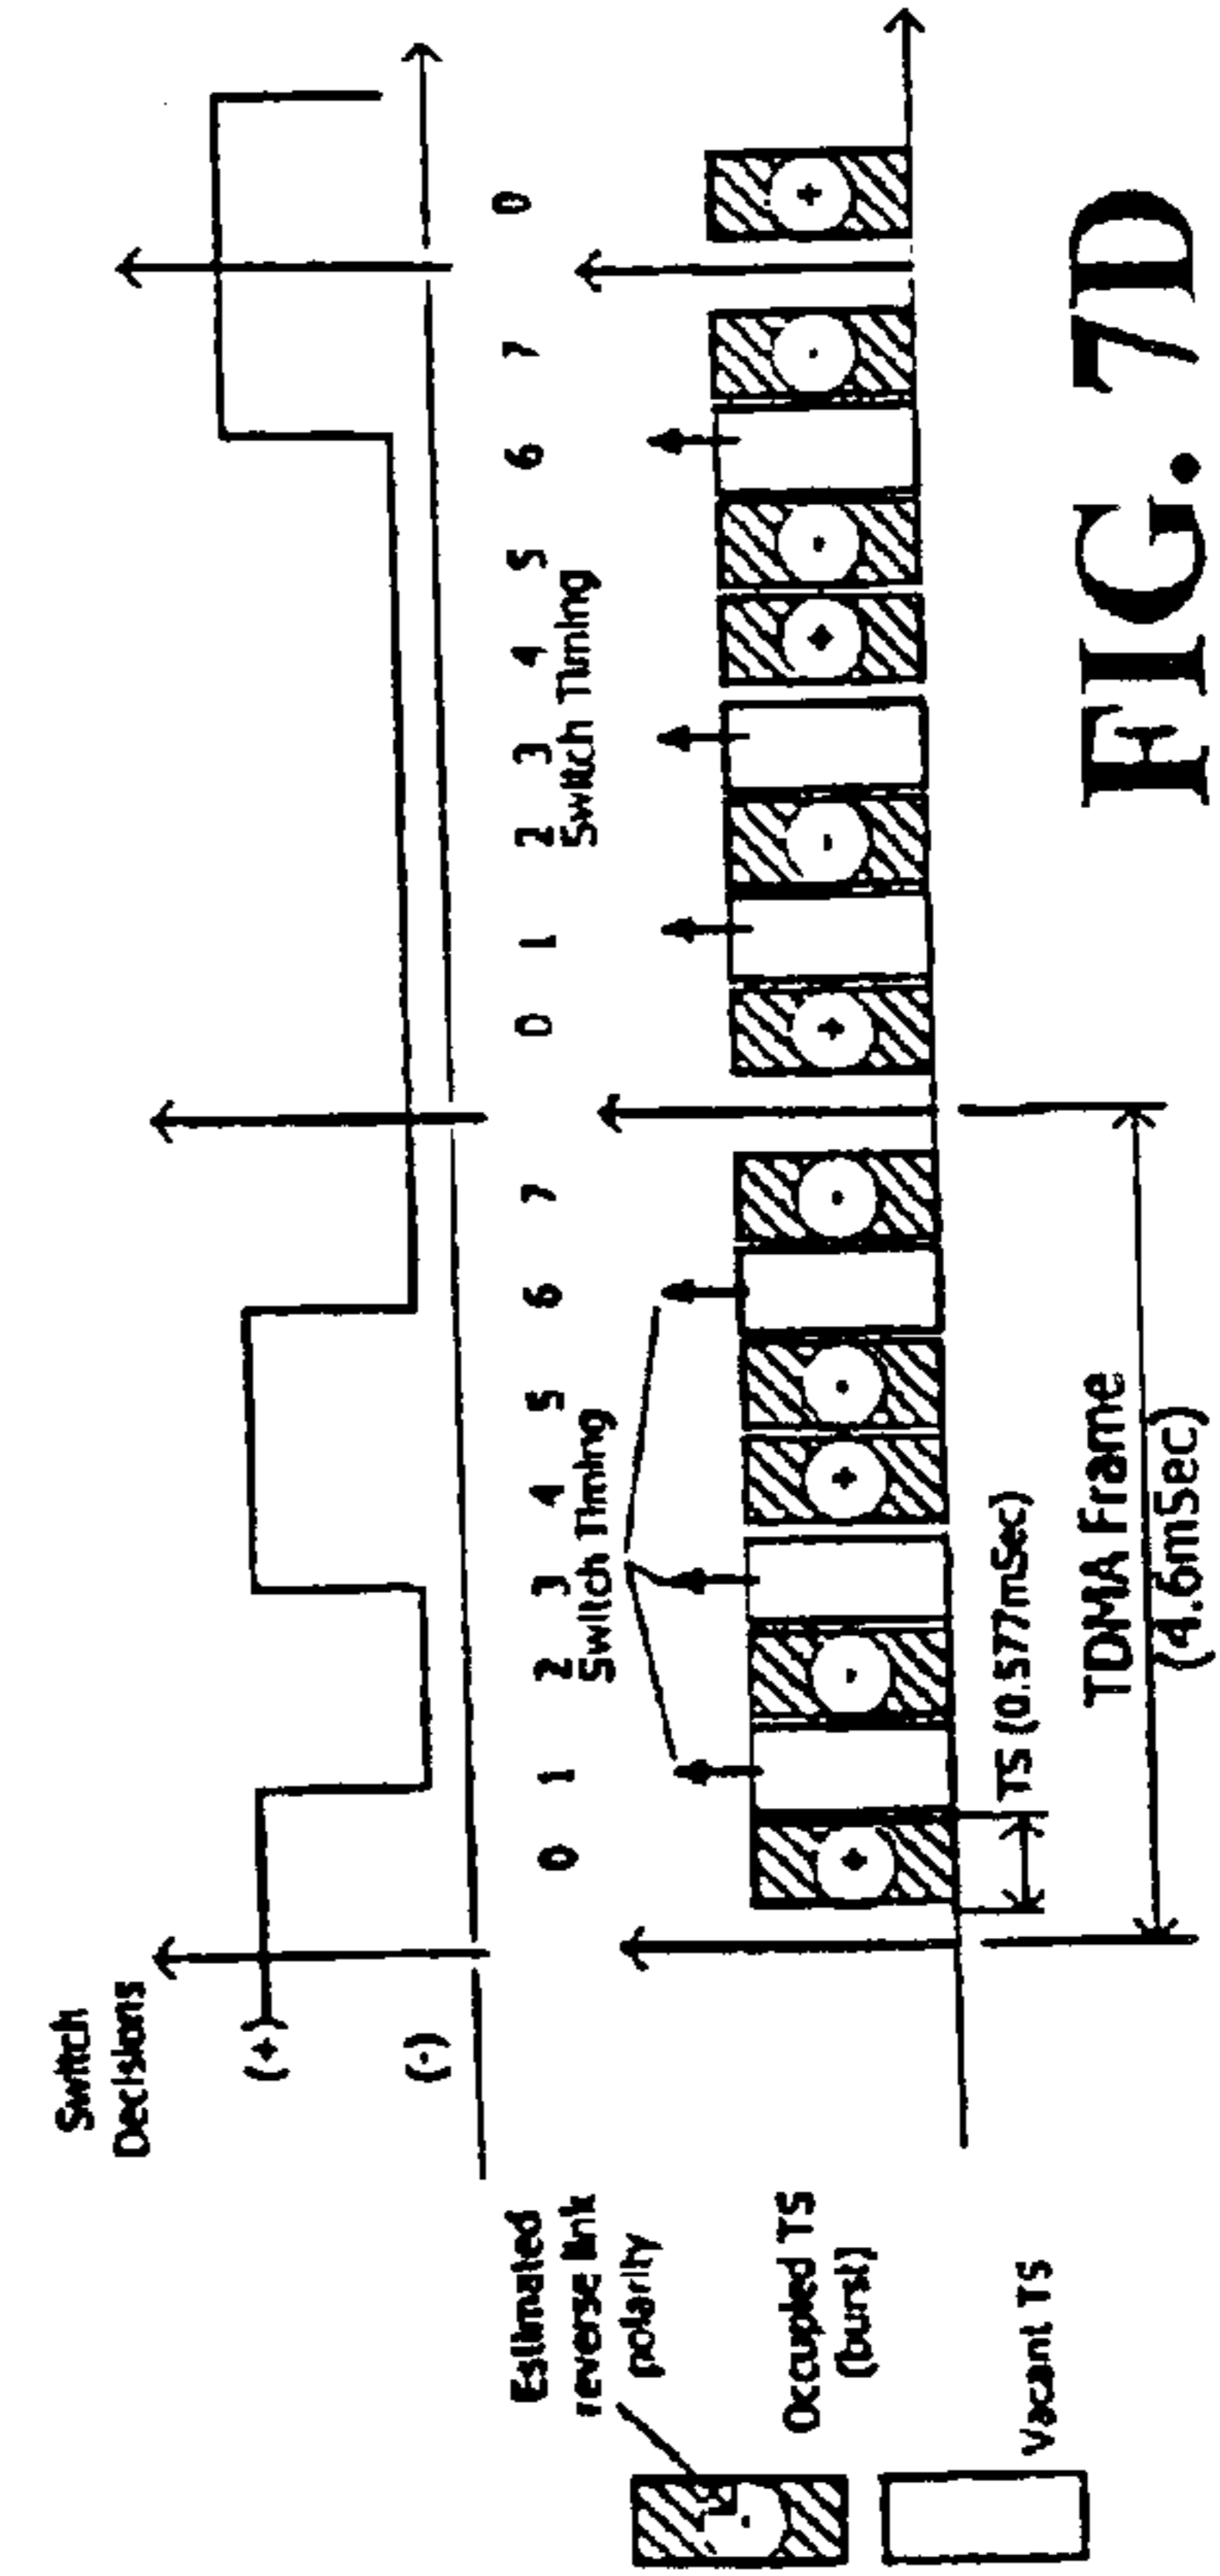 Switch
Decisions
(+)
(-)
0 1 2 3 4 5 6 7 0 1 2 3 4 5 6 7 0
Switch Timing Switch Timing
Estimated
reverse link
polarity
+ - + - - + - + - - +
Occupied TS
(burst)
-
Vacant TS
TS (0.577mSec)
TDMA Frame
(4.6mSec)
FIG. 7D